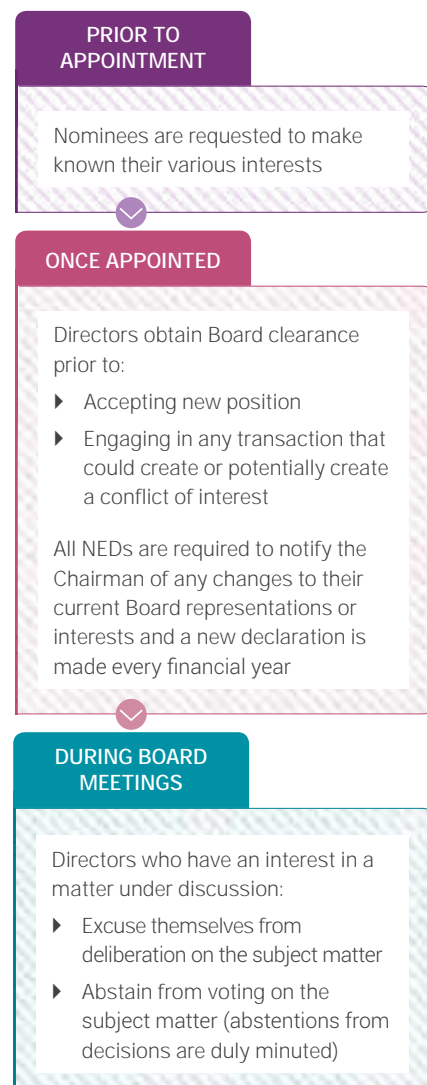 PRIOR TO
APPOINTMENT
Nominees are requested to make
known their various interests
ONCE APPOINTED
Directors obtain Board clearance
prior to:
Accepting new position
Engaging in any transaction that
could create or potentially create
a conflict of interest
All NEDs are required to notify the
Chairman of any changes to their
current Board representations or
interests and a new declaration is
made every financial year
DURING BOARD
MEETINGS
Directors who have an interest in a
matter under discussion:
Excuse themselves from
deliberation on the subject matter
Abstain from voting on the
subject matter (abstentions from
decisions are duly minuted)